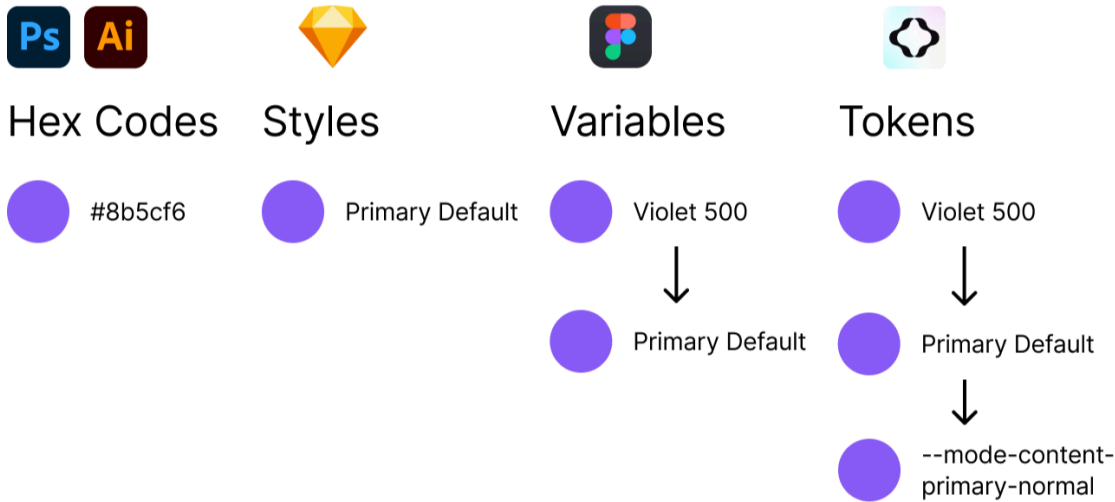 Ps Ai
Hex Codes
#8b5cf6
Styles
Primary Default
Variables
Violet 500
Primary Default
Tokens
Violet 500
Primary Default
--mode-content-
primary-normal